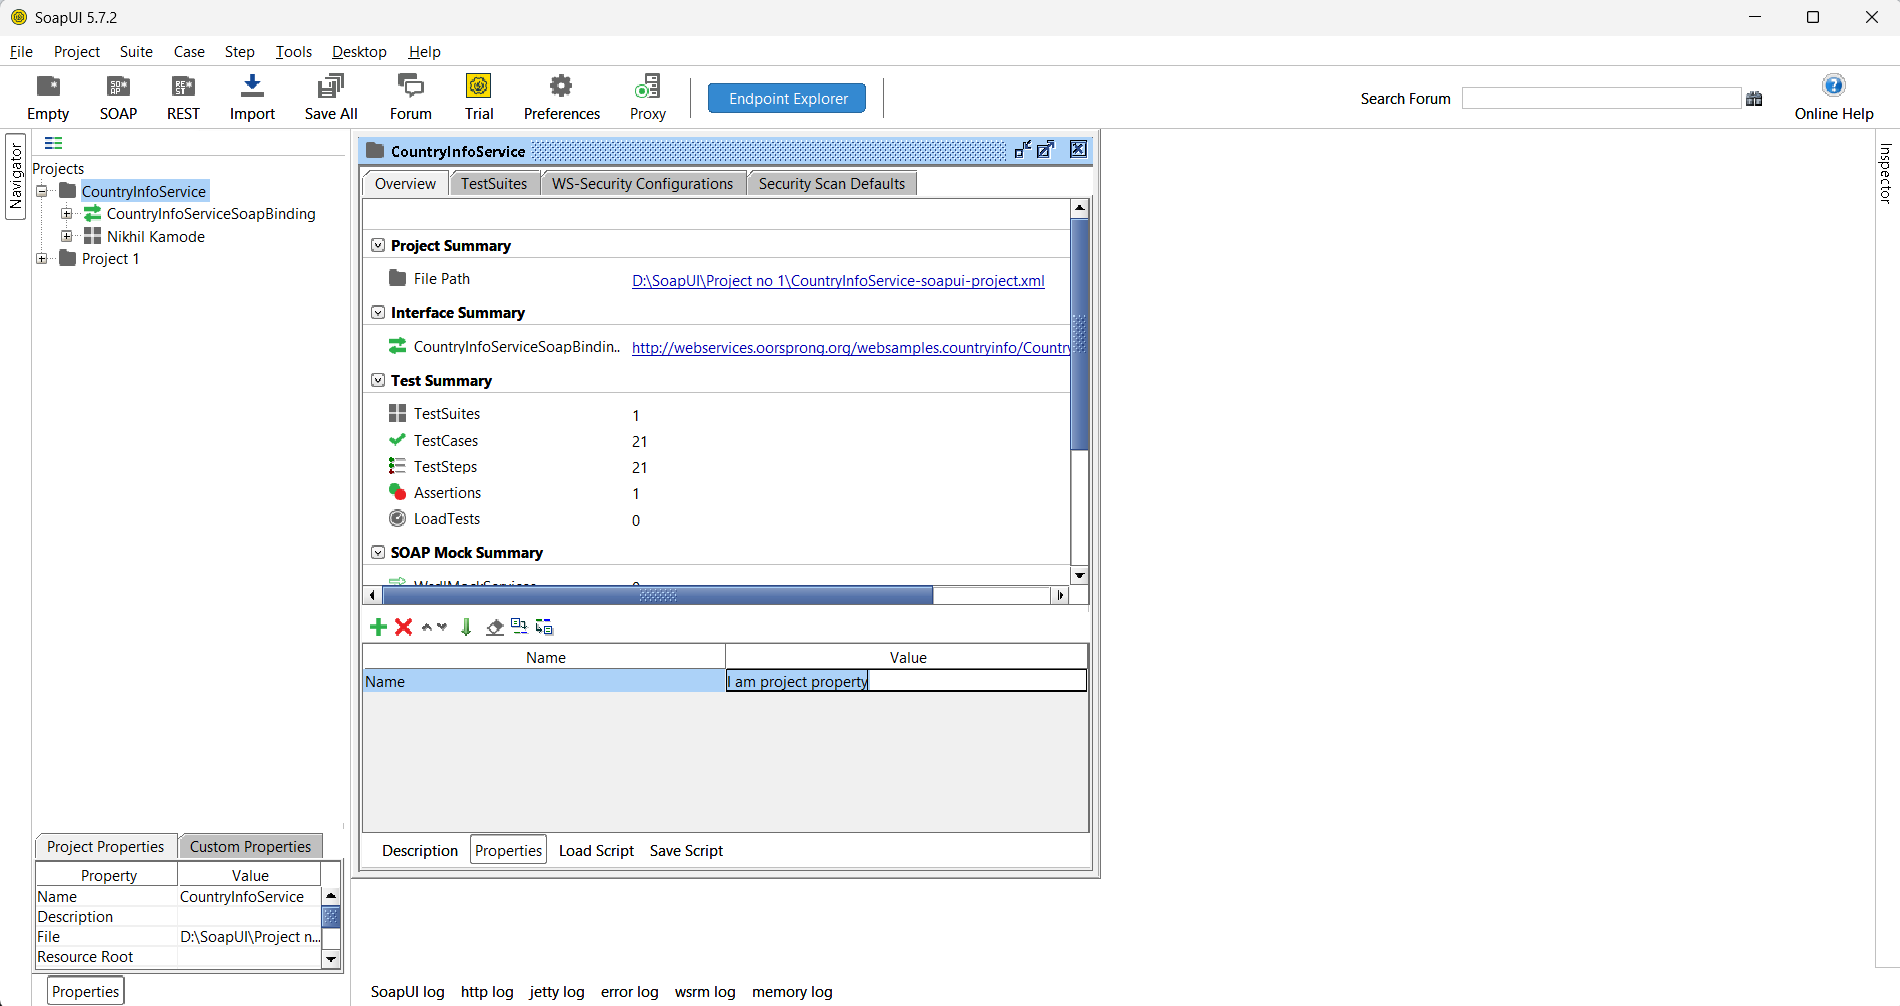 SoapUI 5.7.2
File Project Suite Case Step Tools Desktop Help
Empty SOAP REST Import Save All Forum Trial Preferences Proxy Endpoint Explorer Search Forum Online Help
Navigator
Inspector
Projects
CountryInfoService
CountryInfoServiceSoapBinding
Nikhil Kamode
Project 1
CountryInfoService
Overview TestSuites WS-Security Configurations Security Scan Defaults
Project Summary
File Path D:\SoapUI\Project no 1\CountryInfoService-soapui-project.xml
Interface Summary
CountryInfoServiceSoapBindin.. http://webservices.oorsprong.org/websamples.countryinfo/Country
Test Summary
TestSuites 1
TestCases 21
TestSteps 21
Assertions 1
LoadTests 0
SOAP Mock Summary
Name Value
Name I am project property
Description Properties Load Script Save Script
Project Properties Custom Properties
Property Value
Name CountryInfoService
Description
File D:\SoapUI\Project n...
Resource Root
Properties
SoapUI log http log jetty log error log wsrm log memory log